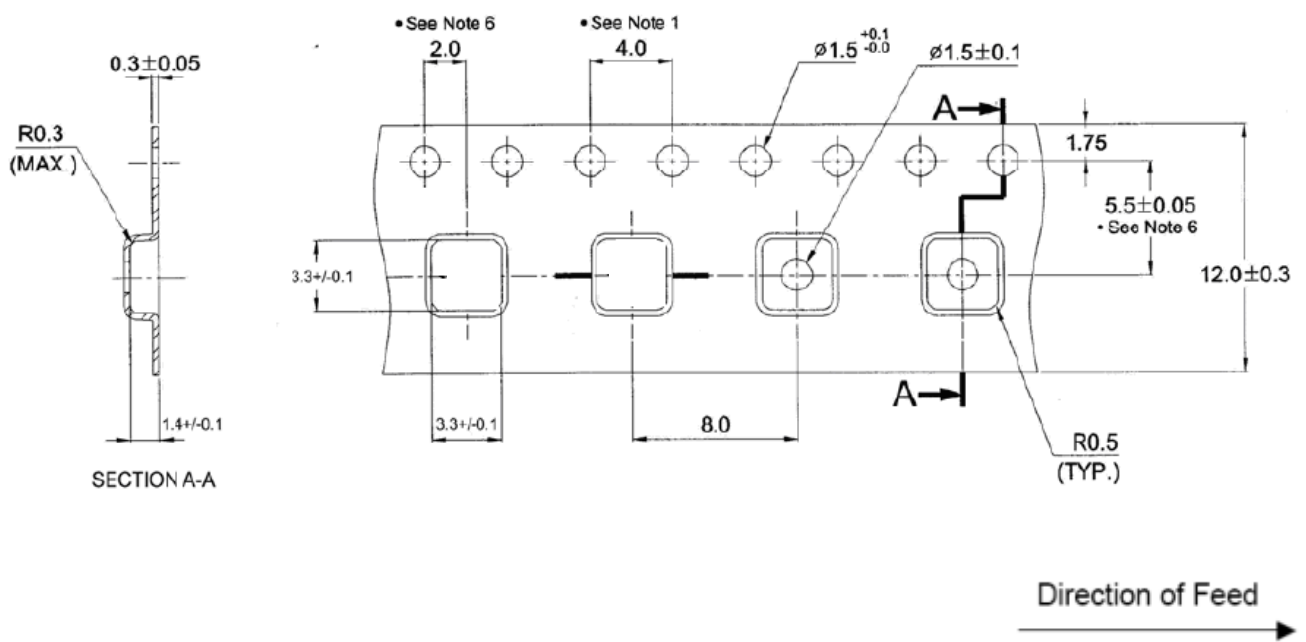 • See Note 6
2.0
• See Note 1
4.0
Ø1.5 +0.1 -0.0
Ø1.5±0.1
0.3±0.05
R0.3
(MAX.)
A
1.75
5.5±0.05
• See Note 6
12.0±0.3
3.3+/-0.1
1.4+/-0.1
3.3+/-0.1
8.0
A
R0.5
(TYP.)
SECTION A-A
Direction of Feed